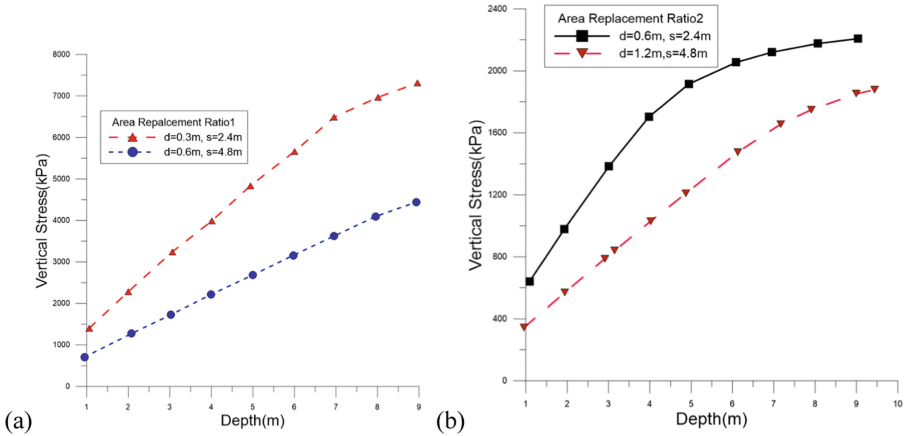 8000
7000
6000
5000
4000
3000
2000
1000
0
Vertical Stress(kPa)
Area Repalcement Ratio1
d=0.3m, s=2.4m
d=0.6m, s=4.8m
1 2 3 4 5 6 7 8 9
Depth(m)
(a)
2400
2000
1600
1200
800
400
0
Vertical Stress(kPa)
Area Replacement Ratio2
d=0.6m, s=2.4m
d=1.2m,s=4.8m
1 2 3 4 5 6 7 8 9 10
Depth(m)
(b)